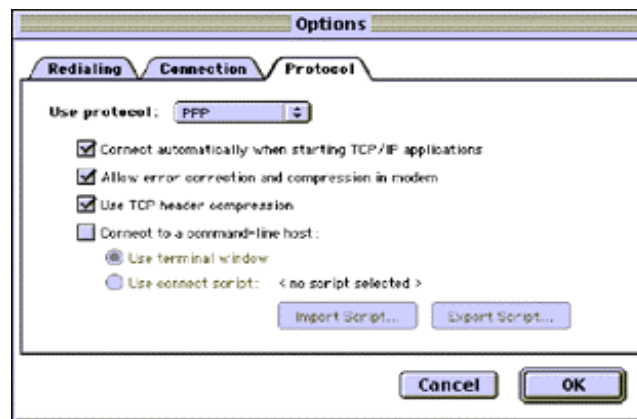 Options
Redialing Connection Protocol
Use protocol: PPP
Connect automatically when starting TCP/IP applications
Allow error correction and compression in modem
Use TCP header compression
Connect to a command-line host:
Use terminal window
Use connect script: < no script selected >
Import Script... Export Script...
Cancel OK